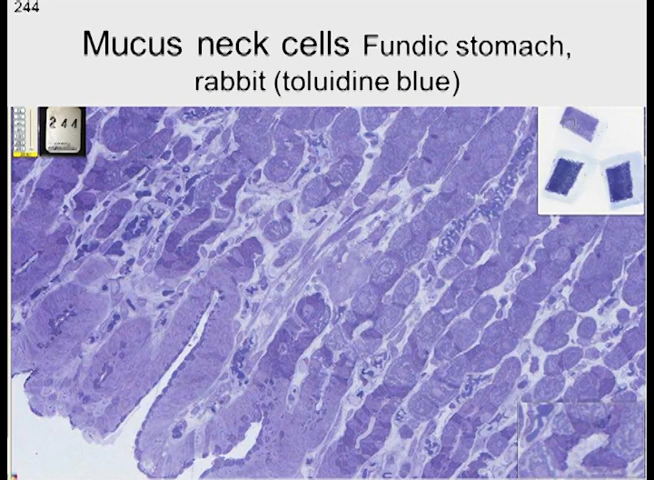 244
Mucus neck cells Fundic stomach,
rabbit (toluidine blue)
244